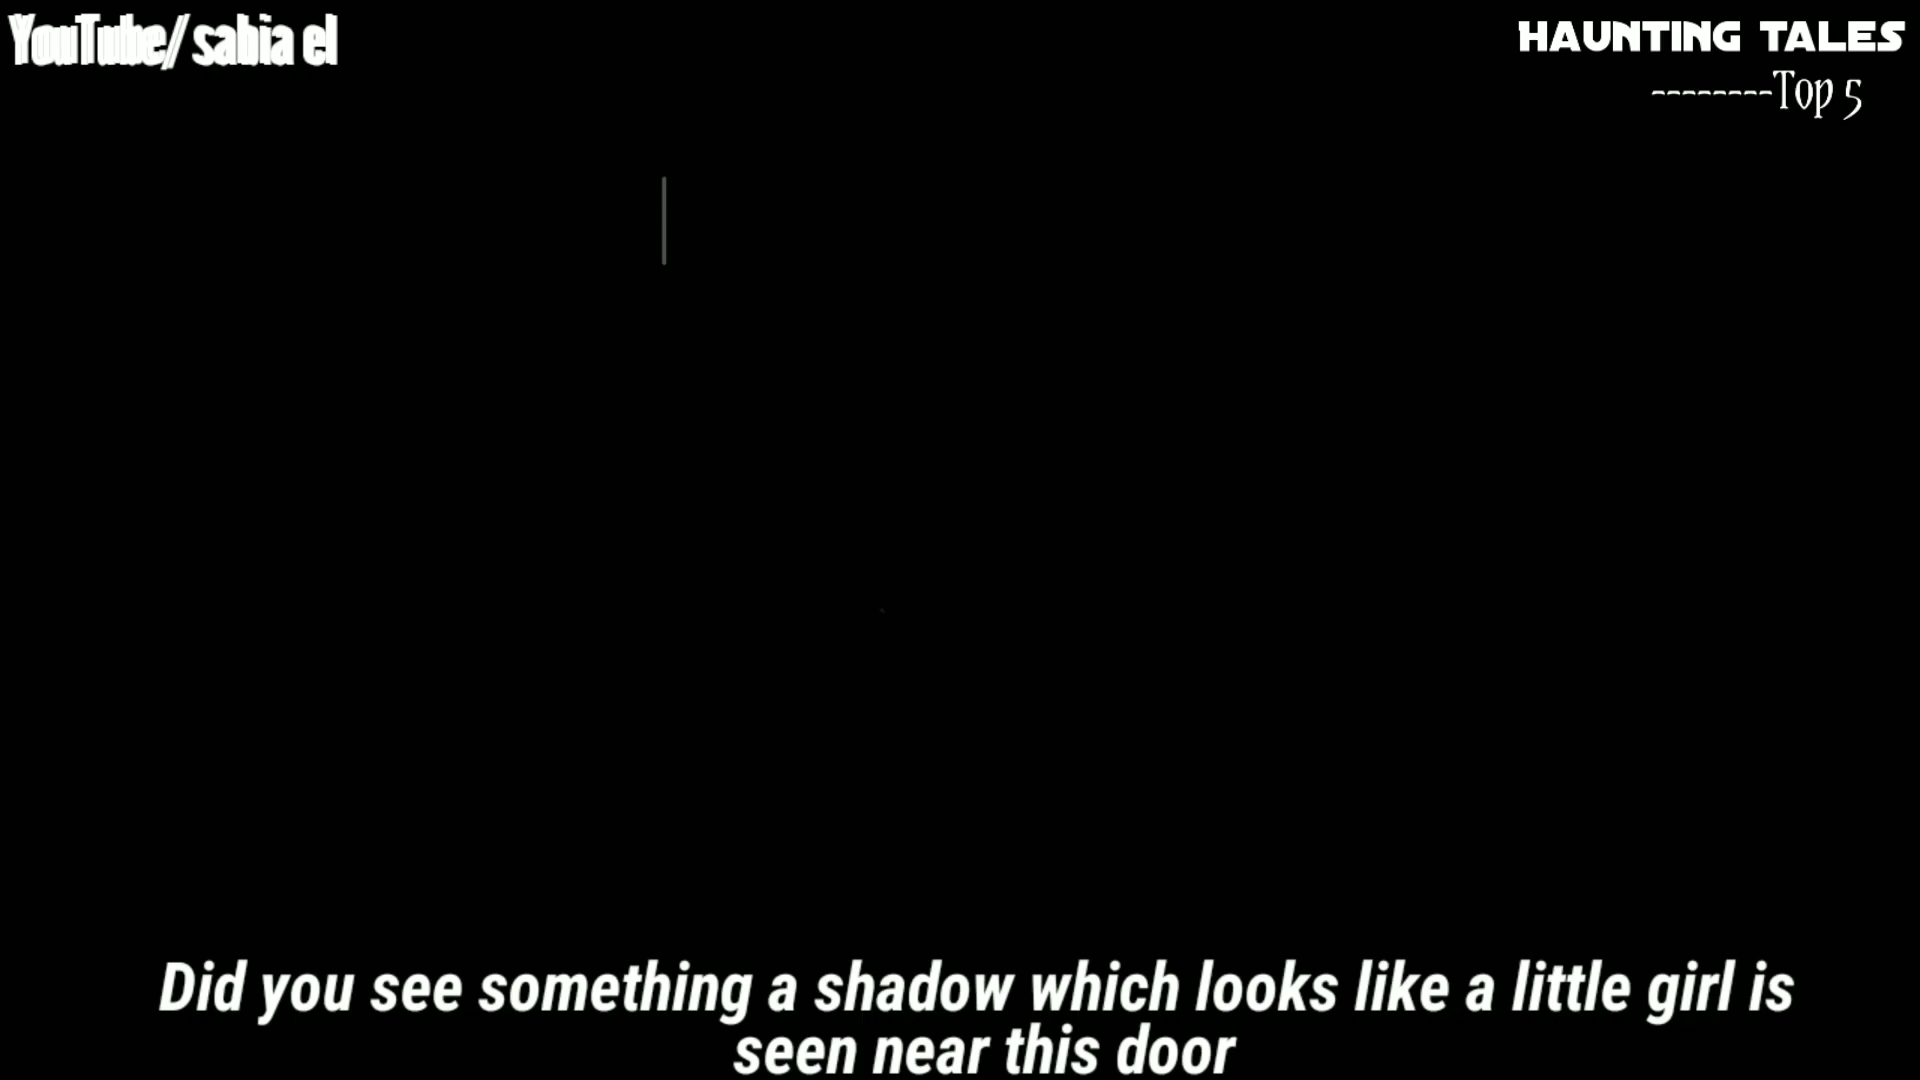 YouTube/ sabia el
HAUNTING TALES
--------Top 5
Did you see something a shadow which looks like a little girl is
seen near this door